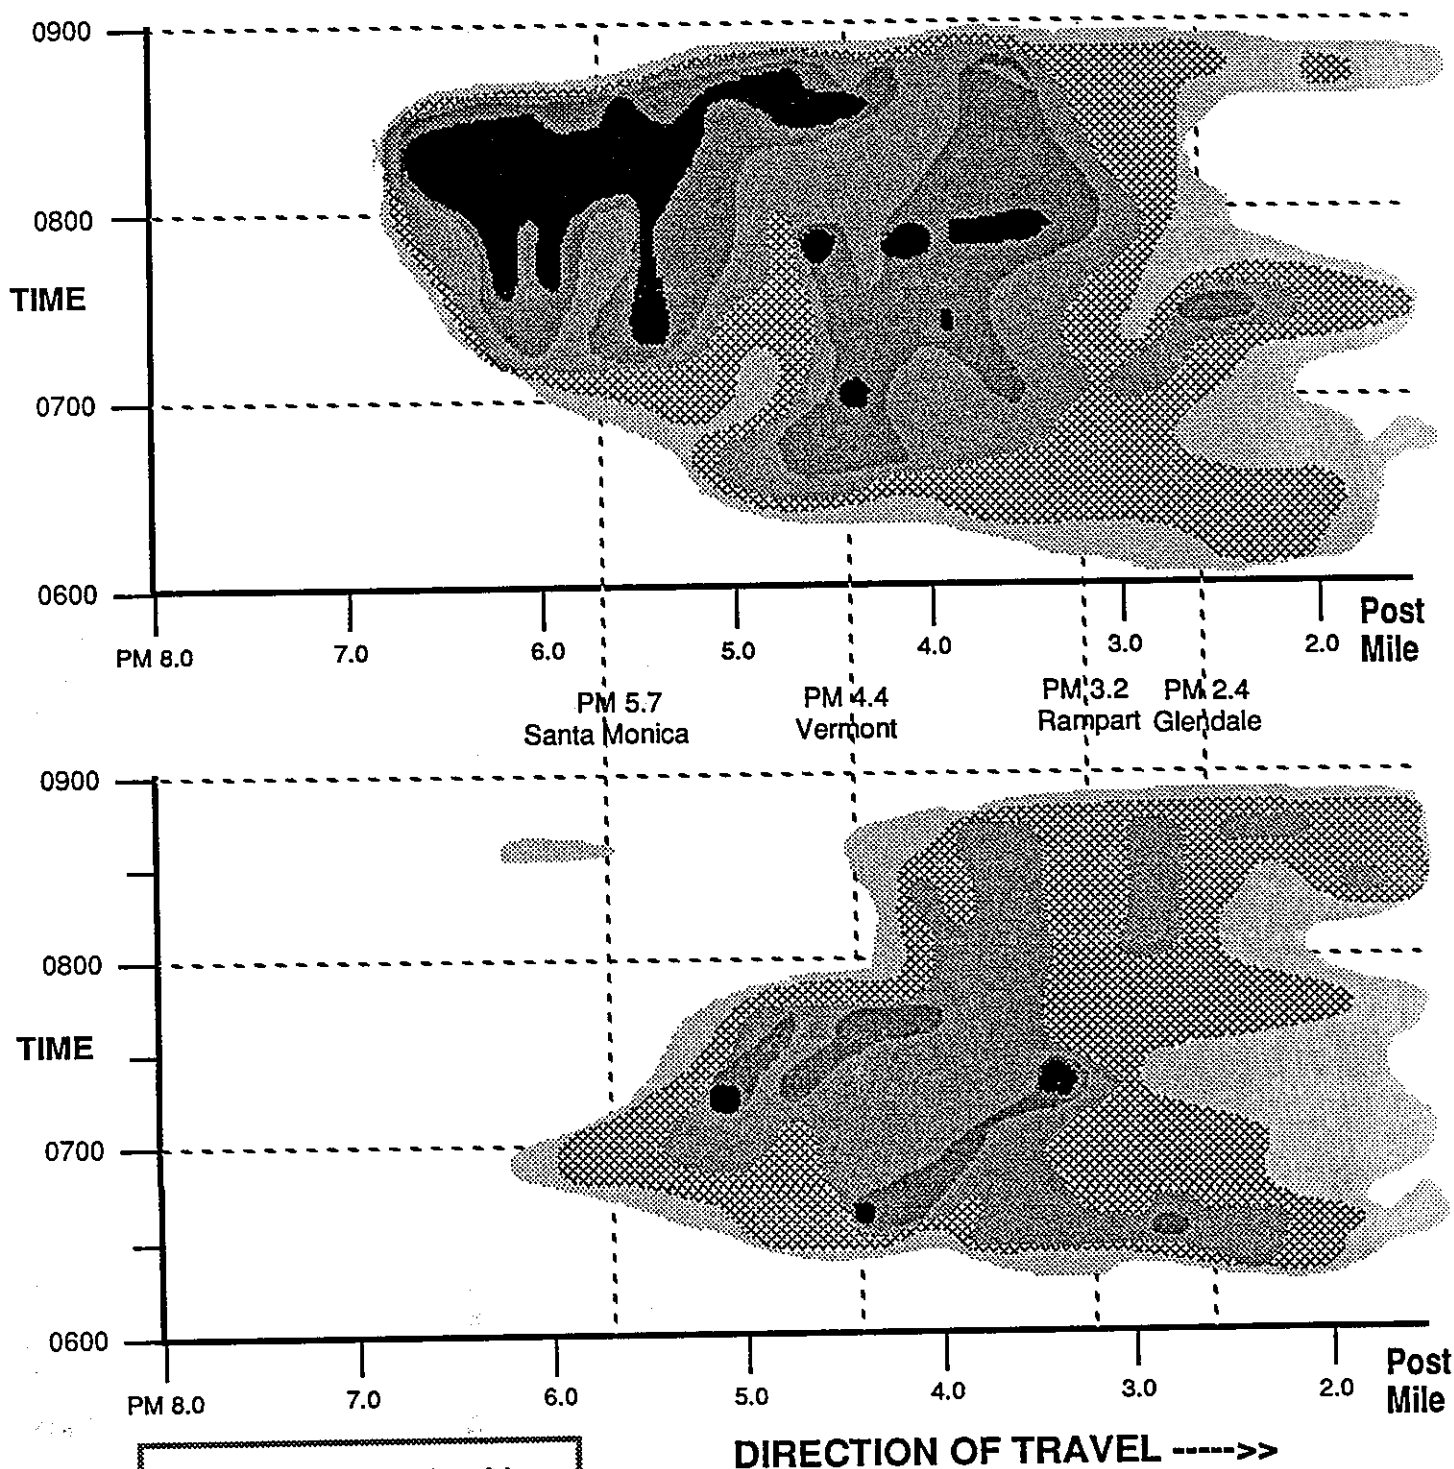 0900
0800
TIME
0700
0600
PM 8.0 7.0 6.0 5.0 4.0 3.0 2.0 Post
Mile
PM 5.7 PM 4.4 PM 3.2 PM 2.4
Santa Monica Vermont Rampart Glendale
0900
0800
TIME
0700
0600
PM 8.0 7.0 6.0 5.0 4.0 3.0 2.0 Post
Mile
DIRECTION OF TRAVEL ----->>